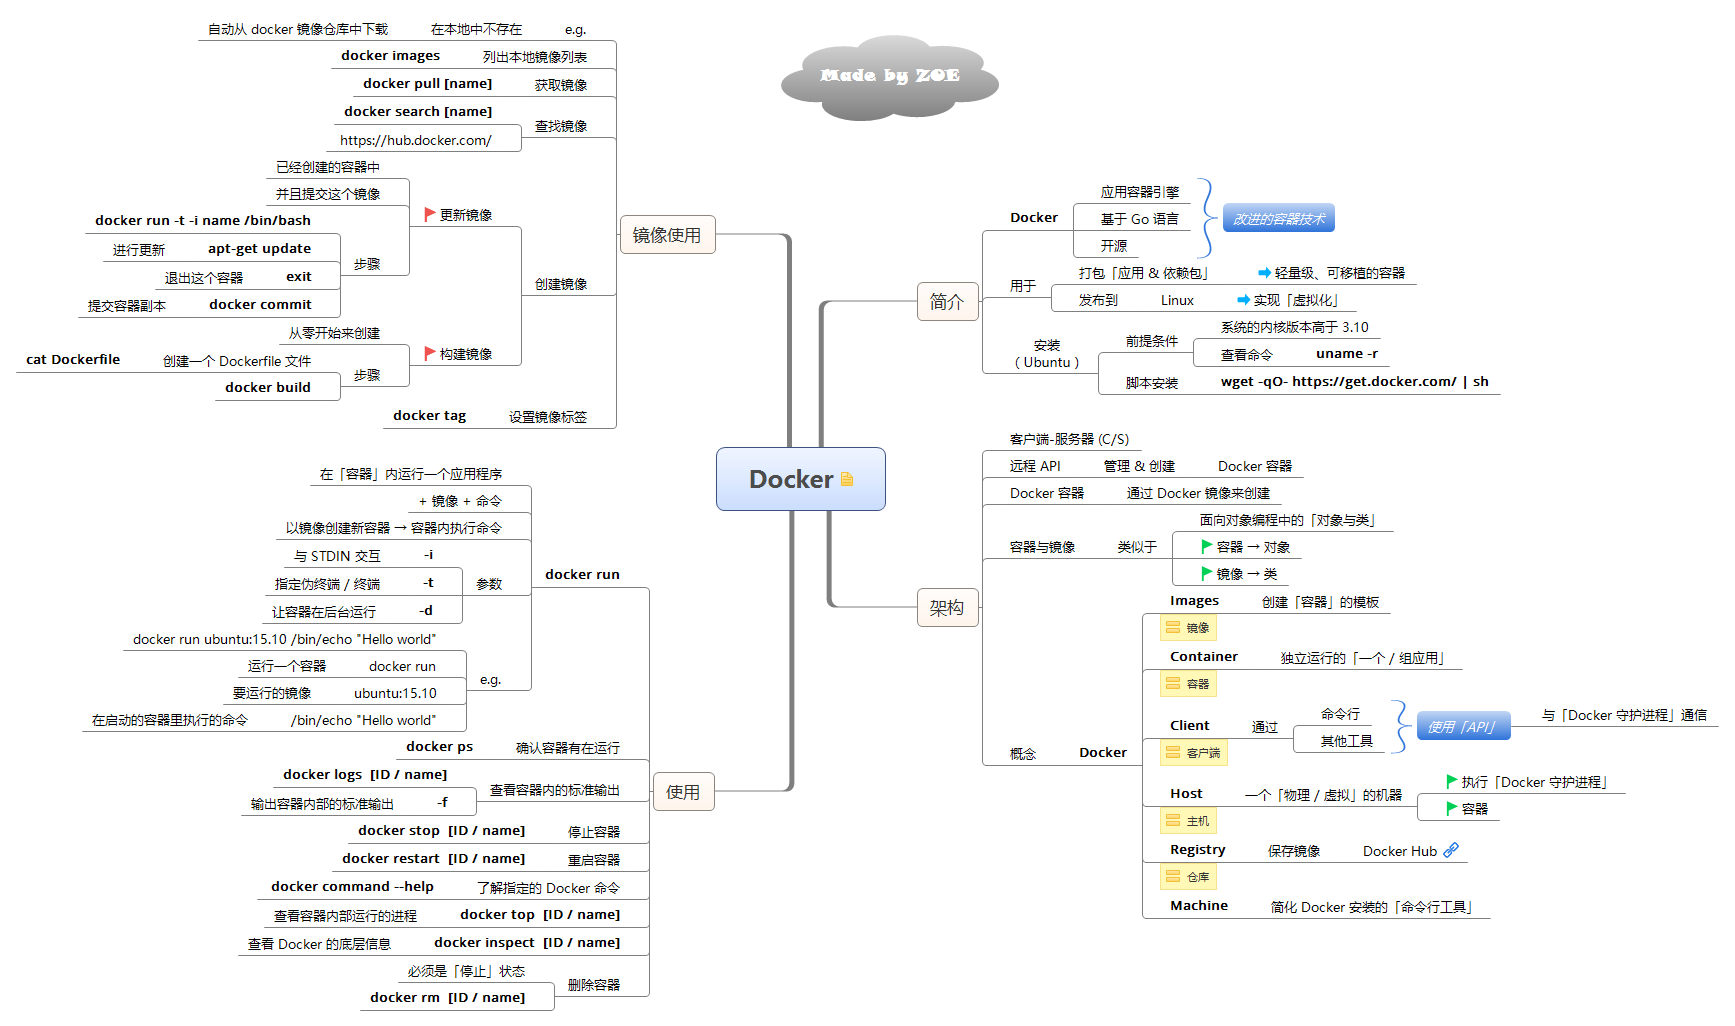 Made by ZOE
Docker
简介
Docker
应用容器引擎
基于 Go 语言
开源
改进的容器技术
用于
打包「应用 & 依赖包」
轻量级、可移植的容器
发布到
Linux
实现「虚拟化」
安装
( Ubuntu )
前提条件
系统的内核版本高于 3.10
查看命令
uname -r
脚本安装
wget -qO- https://get.docker.com/ | sh
架构
客户端-服务器 (C/S)
远程 API
管理 & 创建
Docker 容器
Docker 容器
通过 Docker 镜像来创建
容器与镜像
类似于
面向对象编程中的「对象与类」
容器 → 对象
镜像 → 类
概念
Docker
Images
创建「容器」的模板
镜像
Container
独立运行的「一个 / 组应用」
容器
Client
通过
命令行
其他工具
使用「API」
与「Docker 守护进程」通信
客户端
Host
一个「物理 / 虚拟」的机器
执行「Docker 守护进程」
容器
主机
Registry
保存镜像
Docker Hub
仓库
Machine
简化 Docker 安装的「命令行工具」
镜像使用
e.g.
在本地中不存在
自动从 docker 镜像仓库中下载
列出本地镜像列表
docker images
获取镜像
docker pull [name]
查找镜像
docker search [name]
https://hub.docker.com/
创建镜像
更新镜像
已经创建的容器中
并且提交这个镜像
步骤
docker run -t -i name /bin/bash
apt-get update
进行更新
exit
退出这个容器
docker commit
提交容器副本
构建镜像
从零开始来创建
步骤
创建一个 Dockerfile 文件
cat Dockerfile
docker build
设置镜像标签
docker tag
使用
docker run
在「容器」内运行一个应用程序
+ 镜像 + 命令
以镜像创建新容器 → 容器内执行命令
参数
-i
与 STDIN 交互
-t
指定伪终端 / 终端
-d
让容器在后台运行
e.g.
docker run ubuntu:15.10 /bin/echo "Hello world"
docker run
运行一个容器
ubuntu:15.10
要运行的镜像
/bin/echo "Hello world"
在启动的容器里执行的命令
确认容器有在运行
docker ps
查看容器内的标准输出
docker logs [ID / name]
-f
输出容器内部的标准输出
停止容器
docker stop [ID / name]
重启容器
docker restart [ID / name]
了解指定的 Docker 命令
docker command --help
docker top [ID / name]
查看容器内部运行的进程
docker inspect [ID / name]
查看 Docker 的底层信息
删除容器
必须是「停止」状态
docker rm [ID / name]